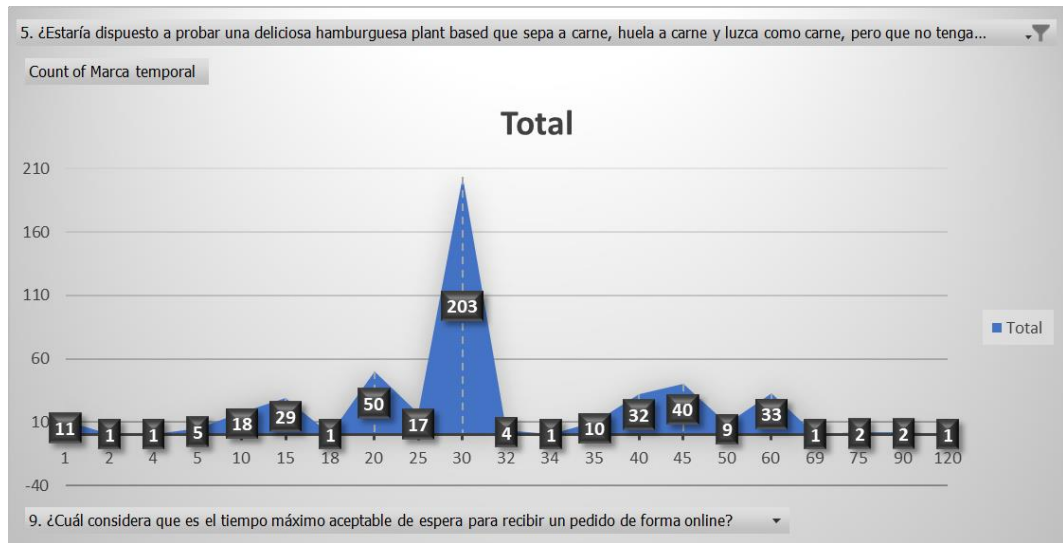 5. ¿Estaría dispuesto a probar una deliciosa hamburguesa plant based que sepa a carne, huela a carne y luzca como carne, pero que no tenga...
Count of Marca temporal
Total
210
160
110
60
10
-40
11 1 1 5 18 29 1 50 17 203 4 1 10 32 40 9 33 1 2 2 1
1 2 4 5 10 15 18 20 25 30 32 34 35 40 45 50 60 69 75 90 120
Total
9. ¿Cuál considera que es el tiempo máximo aceptable de espera para recibir un pedido de forma online?